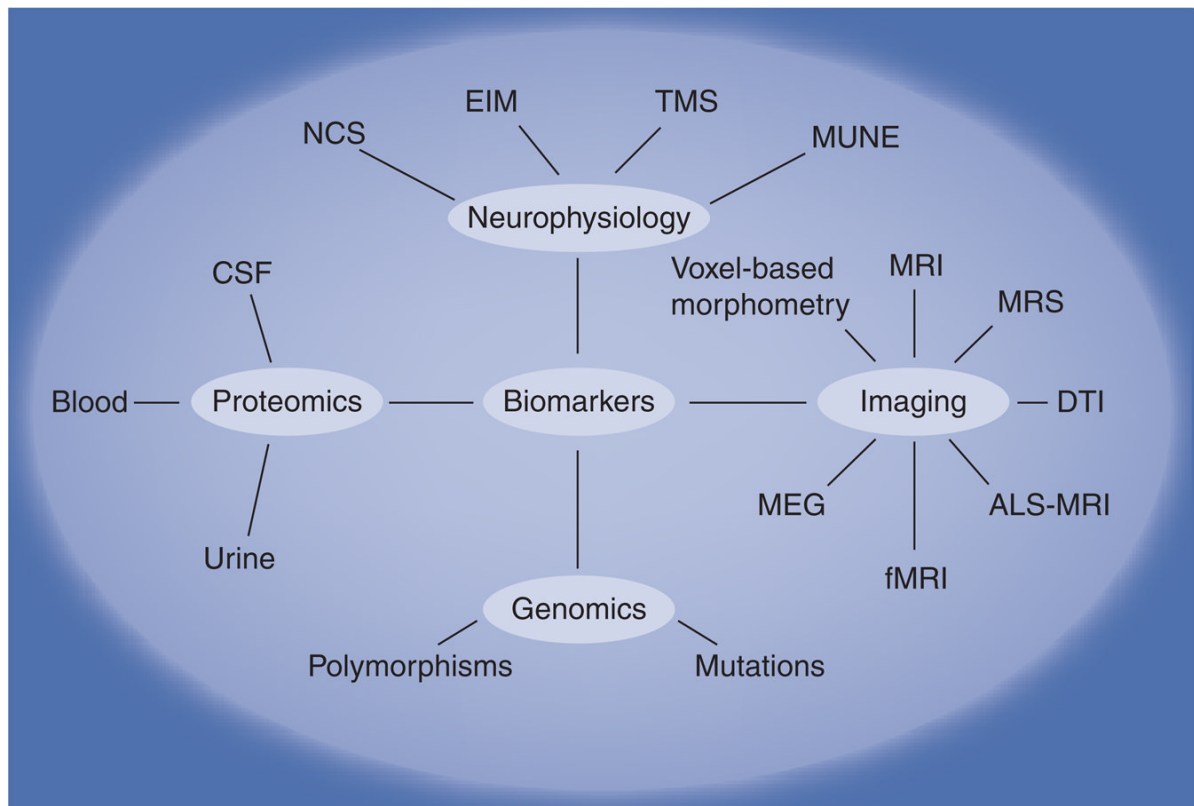 EIM
TMS
NCS
MUNE
Neurophysiology
CSF
Voxel-based
morphometry
MRI
MRS
Blood
Proteomics
Biomarkers
Imaging
DTI
MEG
ALS-MRI
Urine
fMRI
Genomics
Polymorphisms
Mutations